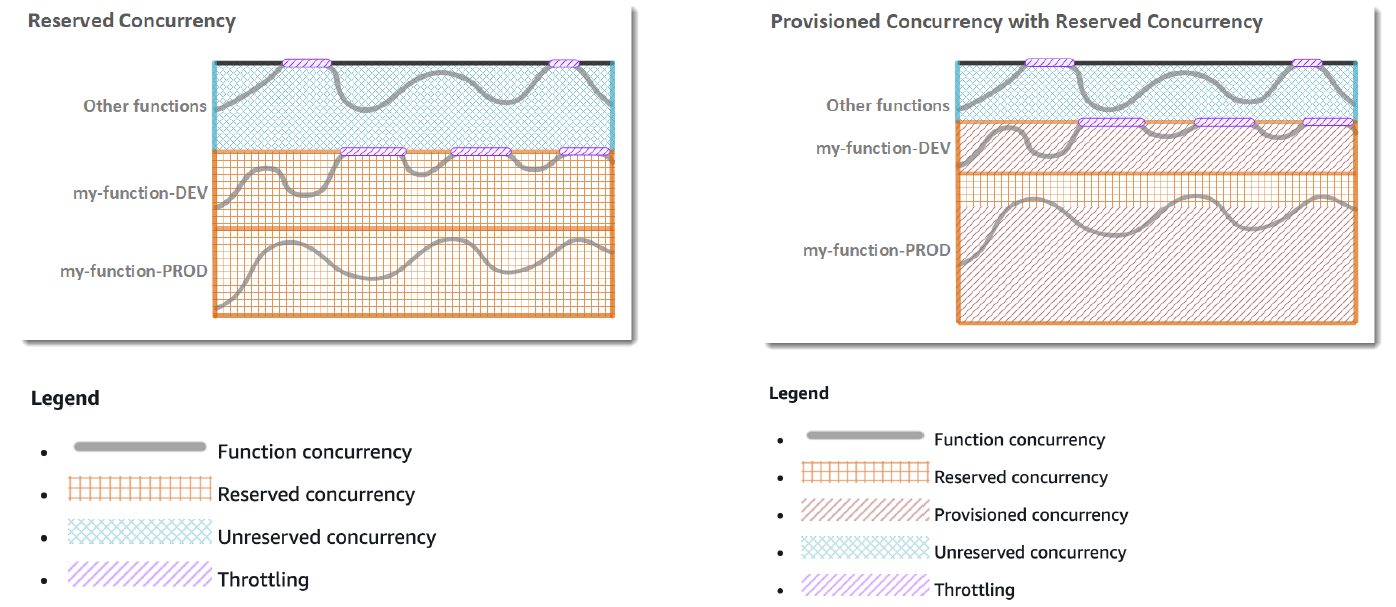 Reserved Concurrency
Other functions
my-function-DEV
my-function-PROD
Legend
Function concurrency
Reserved concurrency
Unreserved concurrency
Throttling
Provisioned Concurrency with Reserved Concurrency
Other functions
my-function-DEV
my-function-PROD
Legend
Function concurrency
Reserved concurrency
Provisioned concurrency
Unreserved concurrency
Throttling